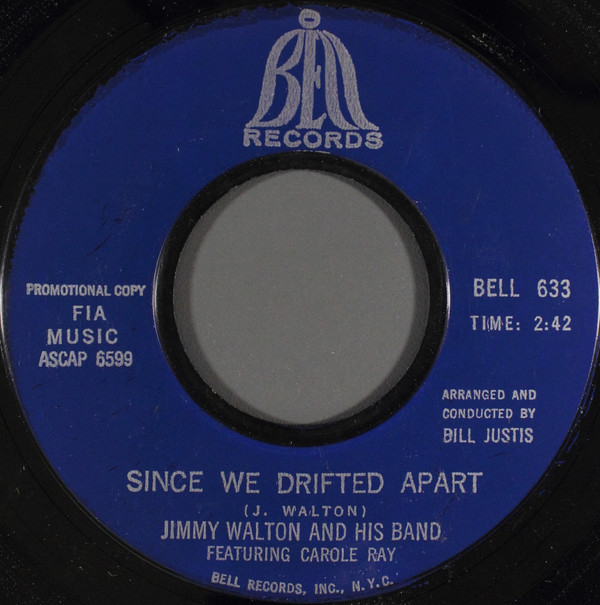 BELL
RECORDS
PROMOTIONAL COPY
FIA
MUSIC
ASCAP 6599
BELL 633
TIME: 2:42
ARRANGED AND
CONDUCTED BY
BILL JUSTIS
SINCE WE DRIFTED APART
(J. WALTON)
JIMMY WALTON AND HIS BAND
FEATURING CAROLE RAY
BELL RECORDS, INC., N.Y.C.